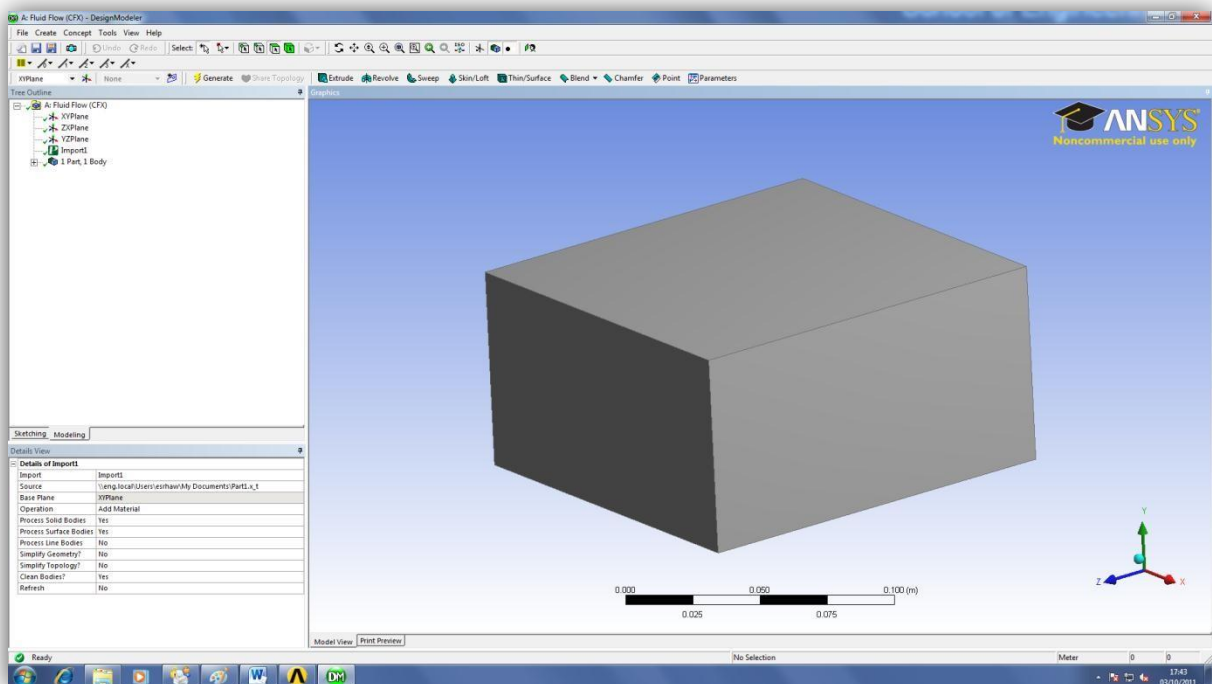 A: Fluid Flow (CFX) - DesignModeler
File Create Concept Tools View Help
Undo Redo Select:
XYPlane None Generate Share Topology Extrude Revolve Sweep Skin/Loft Thin/Surface Blend Chamfer Point Parameters
Tree Outline
A: Fluid Flow (CFX)
XYPlane
ZXPlane
YZPlane
Import1
1 Part, 1 Body
Sketching Modeling
Details View
Details of Import1
Import Import1
Source \\eng.local\Users\esrhaw\My Documents\Part1.x_t
Base Plane XYPlane
Operation Add Material
Process Solid Bodies Yes
Process Surface Bodies Yes
Process Line Bodies No
Simplify Geometry? No
Simplify Topology? No
Clean Bodies? Yes
Refresh No
Graphics
ANSYS
Noncommercial use only
Y
Z
X
0.000 0.050 0.100 (m)
0.025 0.075
Model View Print Preview
Ready No Selection Meter 0 0
W DM
17:43
03/10/2011